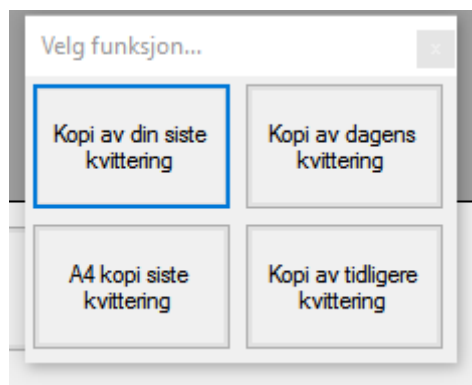 Velg funksjon...
x
Kopi av din siste
kvittering
Kopi av dagens
kvittering
A4 kopi siste
kvittering
Kopi av tidligere
kvittering